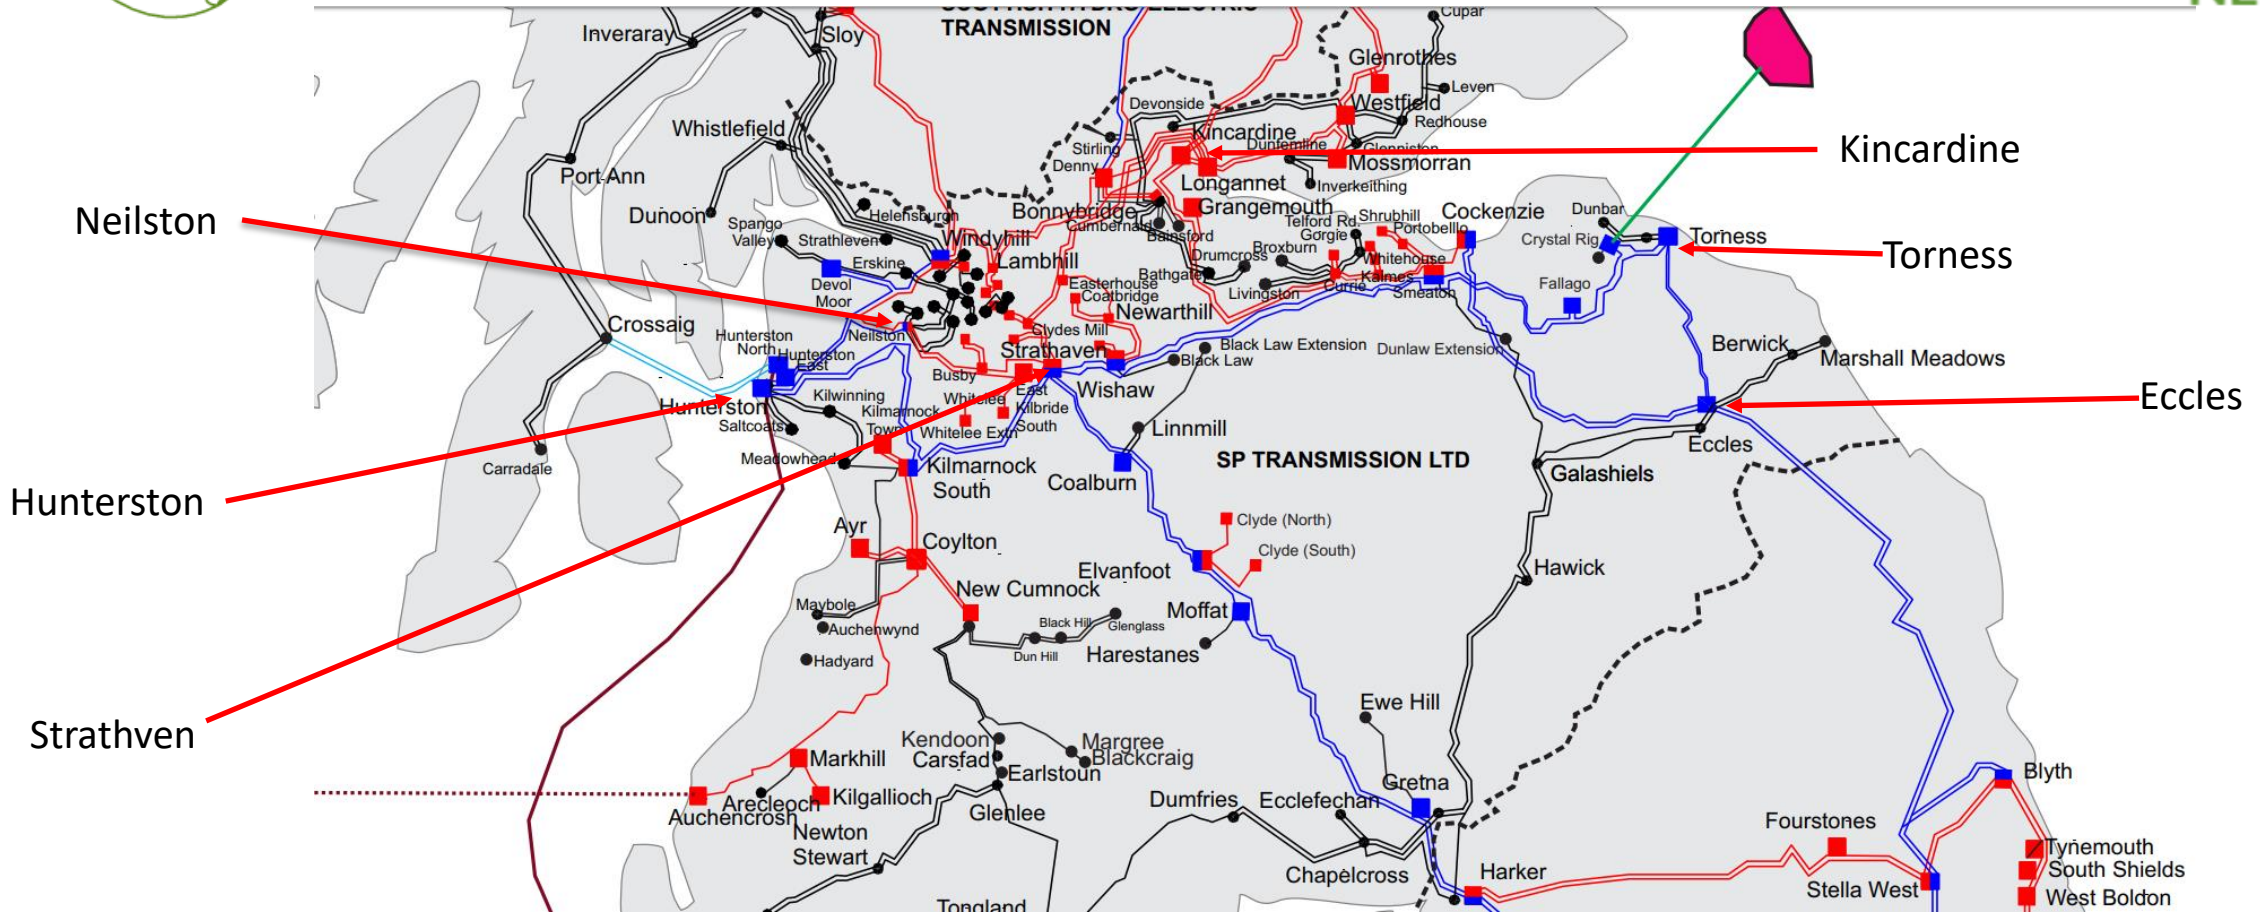 SCOTTISH HYDRO-ELECTRIC
TRANSMISSION
NE
Cupar
Inveraray
Sloy
Glenrothes
Leven
Devonside
Westfield
Redhouse
Whistlefield
Kincardine
Dunfermline
Glenniston
Stirling
Denny
Mossmorran
Kincardine
Port Ann
Longannet
Inverkeithing
Neilston
Dunoon
Helensburgh
Bonnybridge
Grangemouth
Cockenzie
Dunbar
Spango
Valley
Strathleven
Windyhill
Cumbernauld
Bainsford
Telford Rd
Shrubhill
Portobello
Gorgie
Crystal Rig
Torness
Torness
Erskine
Lambhill
Drumcross
Broxburn
Whitehouse
Bathgate
Kaimes
Devol
Moor
Easterhouse
Coatbridge
Livingston
Currie
Smeaton
Fallago
Newarthill
Crossaig
Hunterston
North
Neilston
Clydes Mill
Hunterston
East
Strathaven
Black Law Extension
Dunlaw Extension
Berwick
Marshall Meadows
Black Law
Busby
Wishaw
East
Kilbride
South
Whitelee
Eccles
Hunterston
Kilwinning
Kilmarnock
Town
Saltcoats
Whitelee Extn
Linnmill
Eccles
Meadowhead
Carradale
Kilmarnock
South
Coalburn
SP TRANSMISSION LTD
Galashiels
Hunterston
Ayr
Coylton
Clyde (North)
Clyde (South)
Elvanfoot
Hawick
New Cumnock
Maybole
Auchenwynd
Black Hill
Glenglass
Moffat
Dun Hill
Harestanes
Hadyard
Strathven
Ewe Hill
Kendoon
Carsfad
Margree
Blackcraig
Markhill
Earlstoun
Gretna
Blyth
Arecleoch
Kilgallioch
Auchencrosh
Glenlee
Dumfries
Ecclefechan
Newton
Stewart
Fourstones
Tynemouth
South Shields
West Boldon
Chapelcross
Harker
Stella West
Tongland